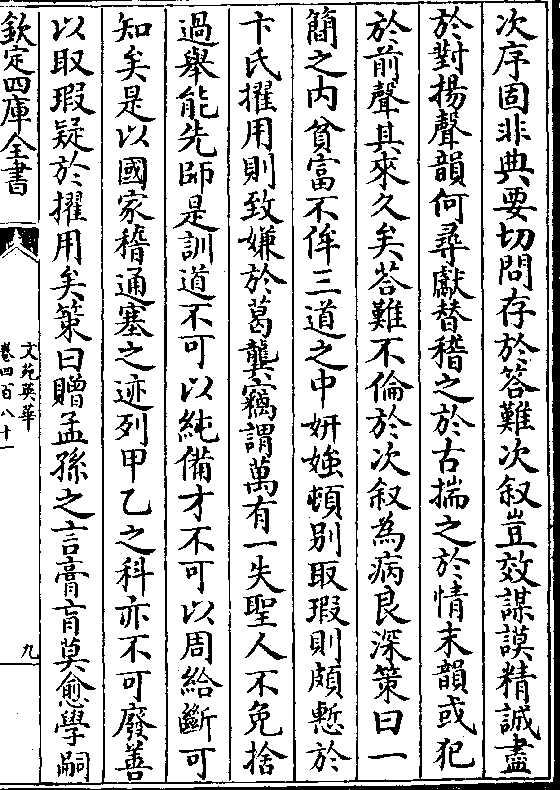 次序固非典要切問存於答難次叙豈效謀謨精誠盡
於對揚聲韻何尋獻替稽之於古揣之於情末韻或犯
於前聲其來久矣答難不倫於次叙為病良深策曰一
簡之内貧富不侔三道之中妍媸頓别取瑕則頗慙於
卞氏擢用則致嫌於葛龔竊謂萬有一失聖人不免捨
過舉能先師是訓道不可以純備才不可以周給斷可
知矣是以國家稽通塞之迹列甲乙之科亦不可廢善
以取瑕疑於擢用矣策曰贈孟孫之言膏肓莫愈學嗣
欽定四庫全書
文苑英華
卷四百八十一
九